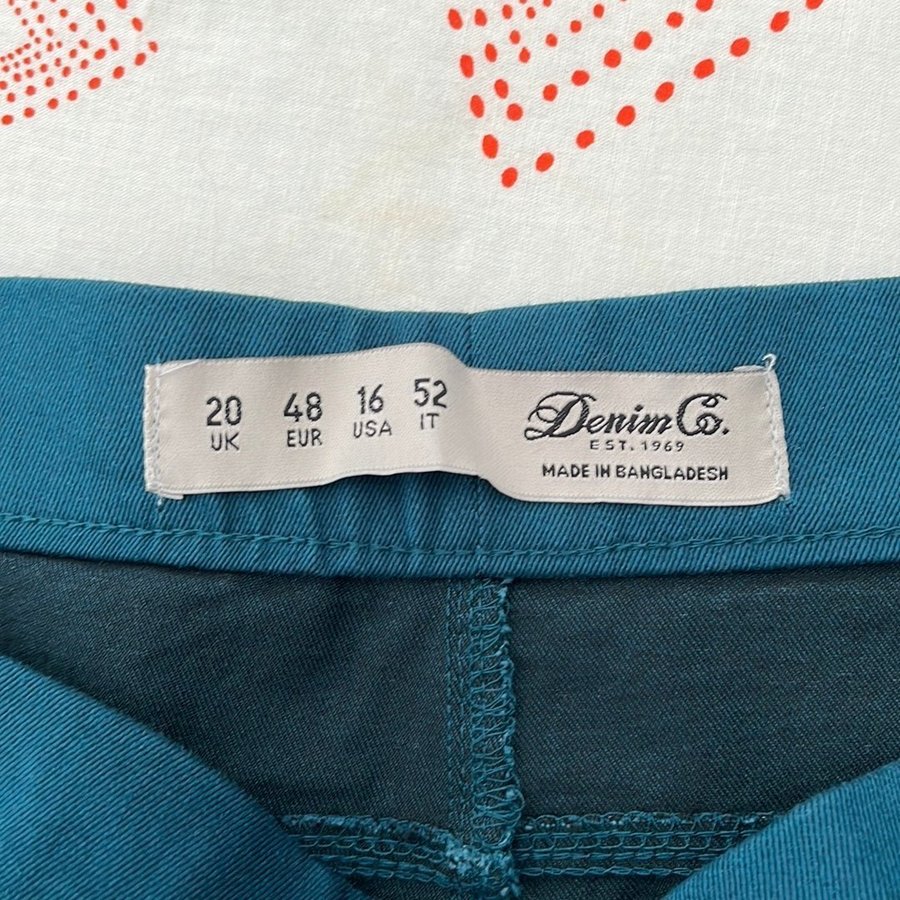 20 48 16 52
UK EUR USA IT
Denim Co.
EST. 1969
MADE IN BANGLADESH